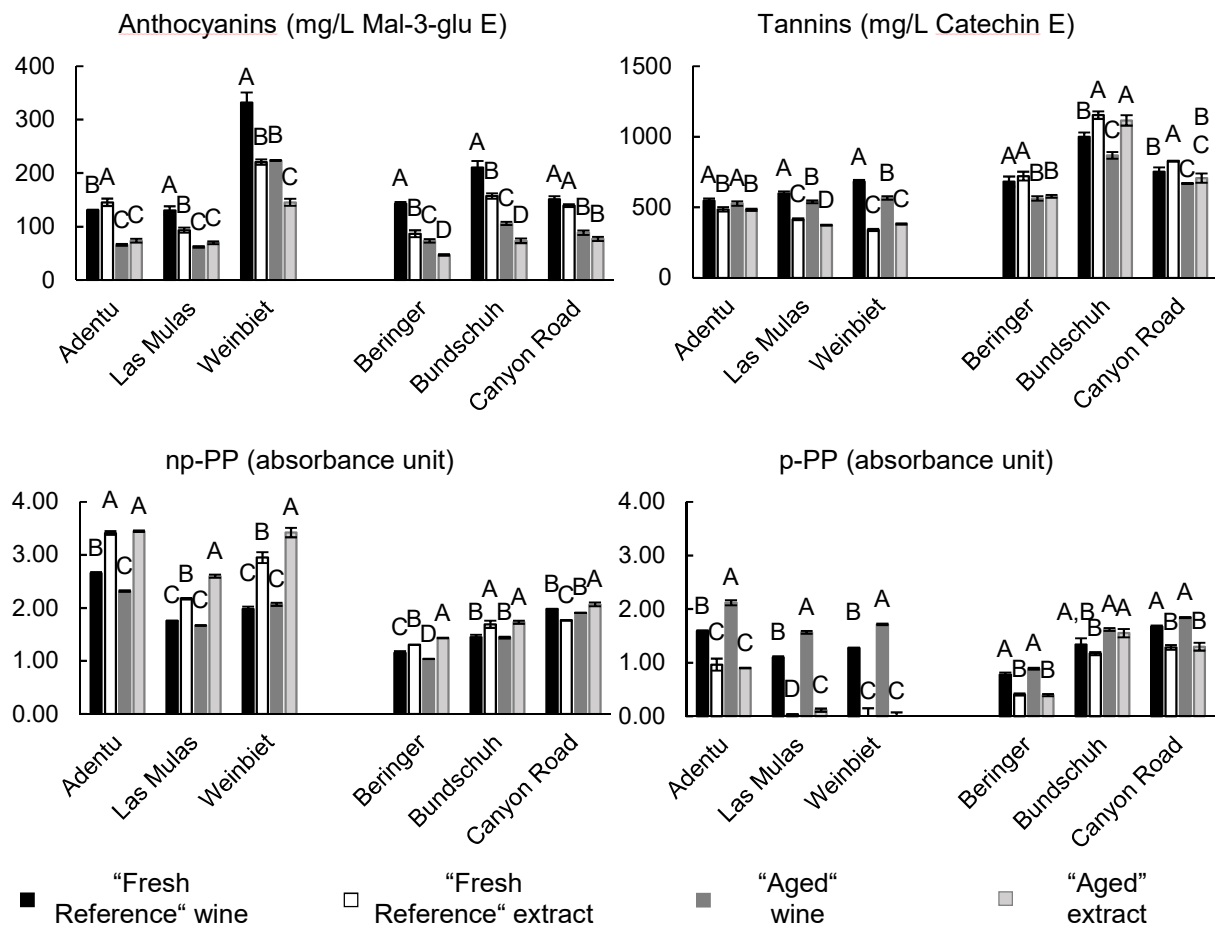 Anthocyanins (mg/L Mal-3-glu E)
400
300
200
100
0
A
B A
A
B
C C
A
B B
C
A
B
C
D
A
B
C
D
A A
B B
Adentu
Las Mulas
Weinbiet
Beringer
Bundschuh
Canyon Road
Tannins (mg/L Catechin E)
1500
1000
500
0
A B A B
A
C
B
D
A
C
B
C
A A
B B
B
A
C
A
B
A
C
B
C
Adentu
Las Mulas
Weinbiet
Beringer
Bundschuh
Canyon Road
np-PP (absorbance unit)
4.00
3.00
2.00
1.00
0.00
B
A
C
A
C
B
C
A
C
B
C
A
C
B
D
A
B
A
B
A
B
C
B
A
Adentu
Las Mulas
Weinbiet
Beringer
Bundschuh
Canyon Road
p-PP (absorbance unit)
4.00
3.00
2.00
1.00
0.00
B
C
A
C
B
D
A
C
B
C
A
C
A
B
A
B
A,B
B
A A
A
B
A
B
Adentu
Las Mulas
Weinbiet
Beringer
Bundschuh
Canyon Road
“Fresh
Reference“ wine
“Fresh
Reference“ extract
“Aged“
wine
“Aged”
extract